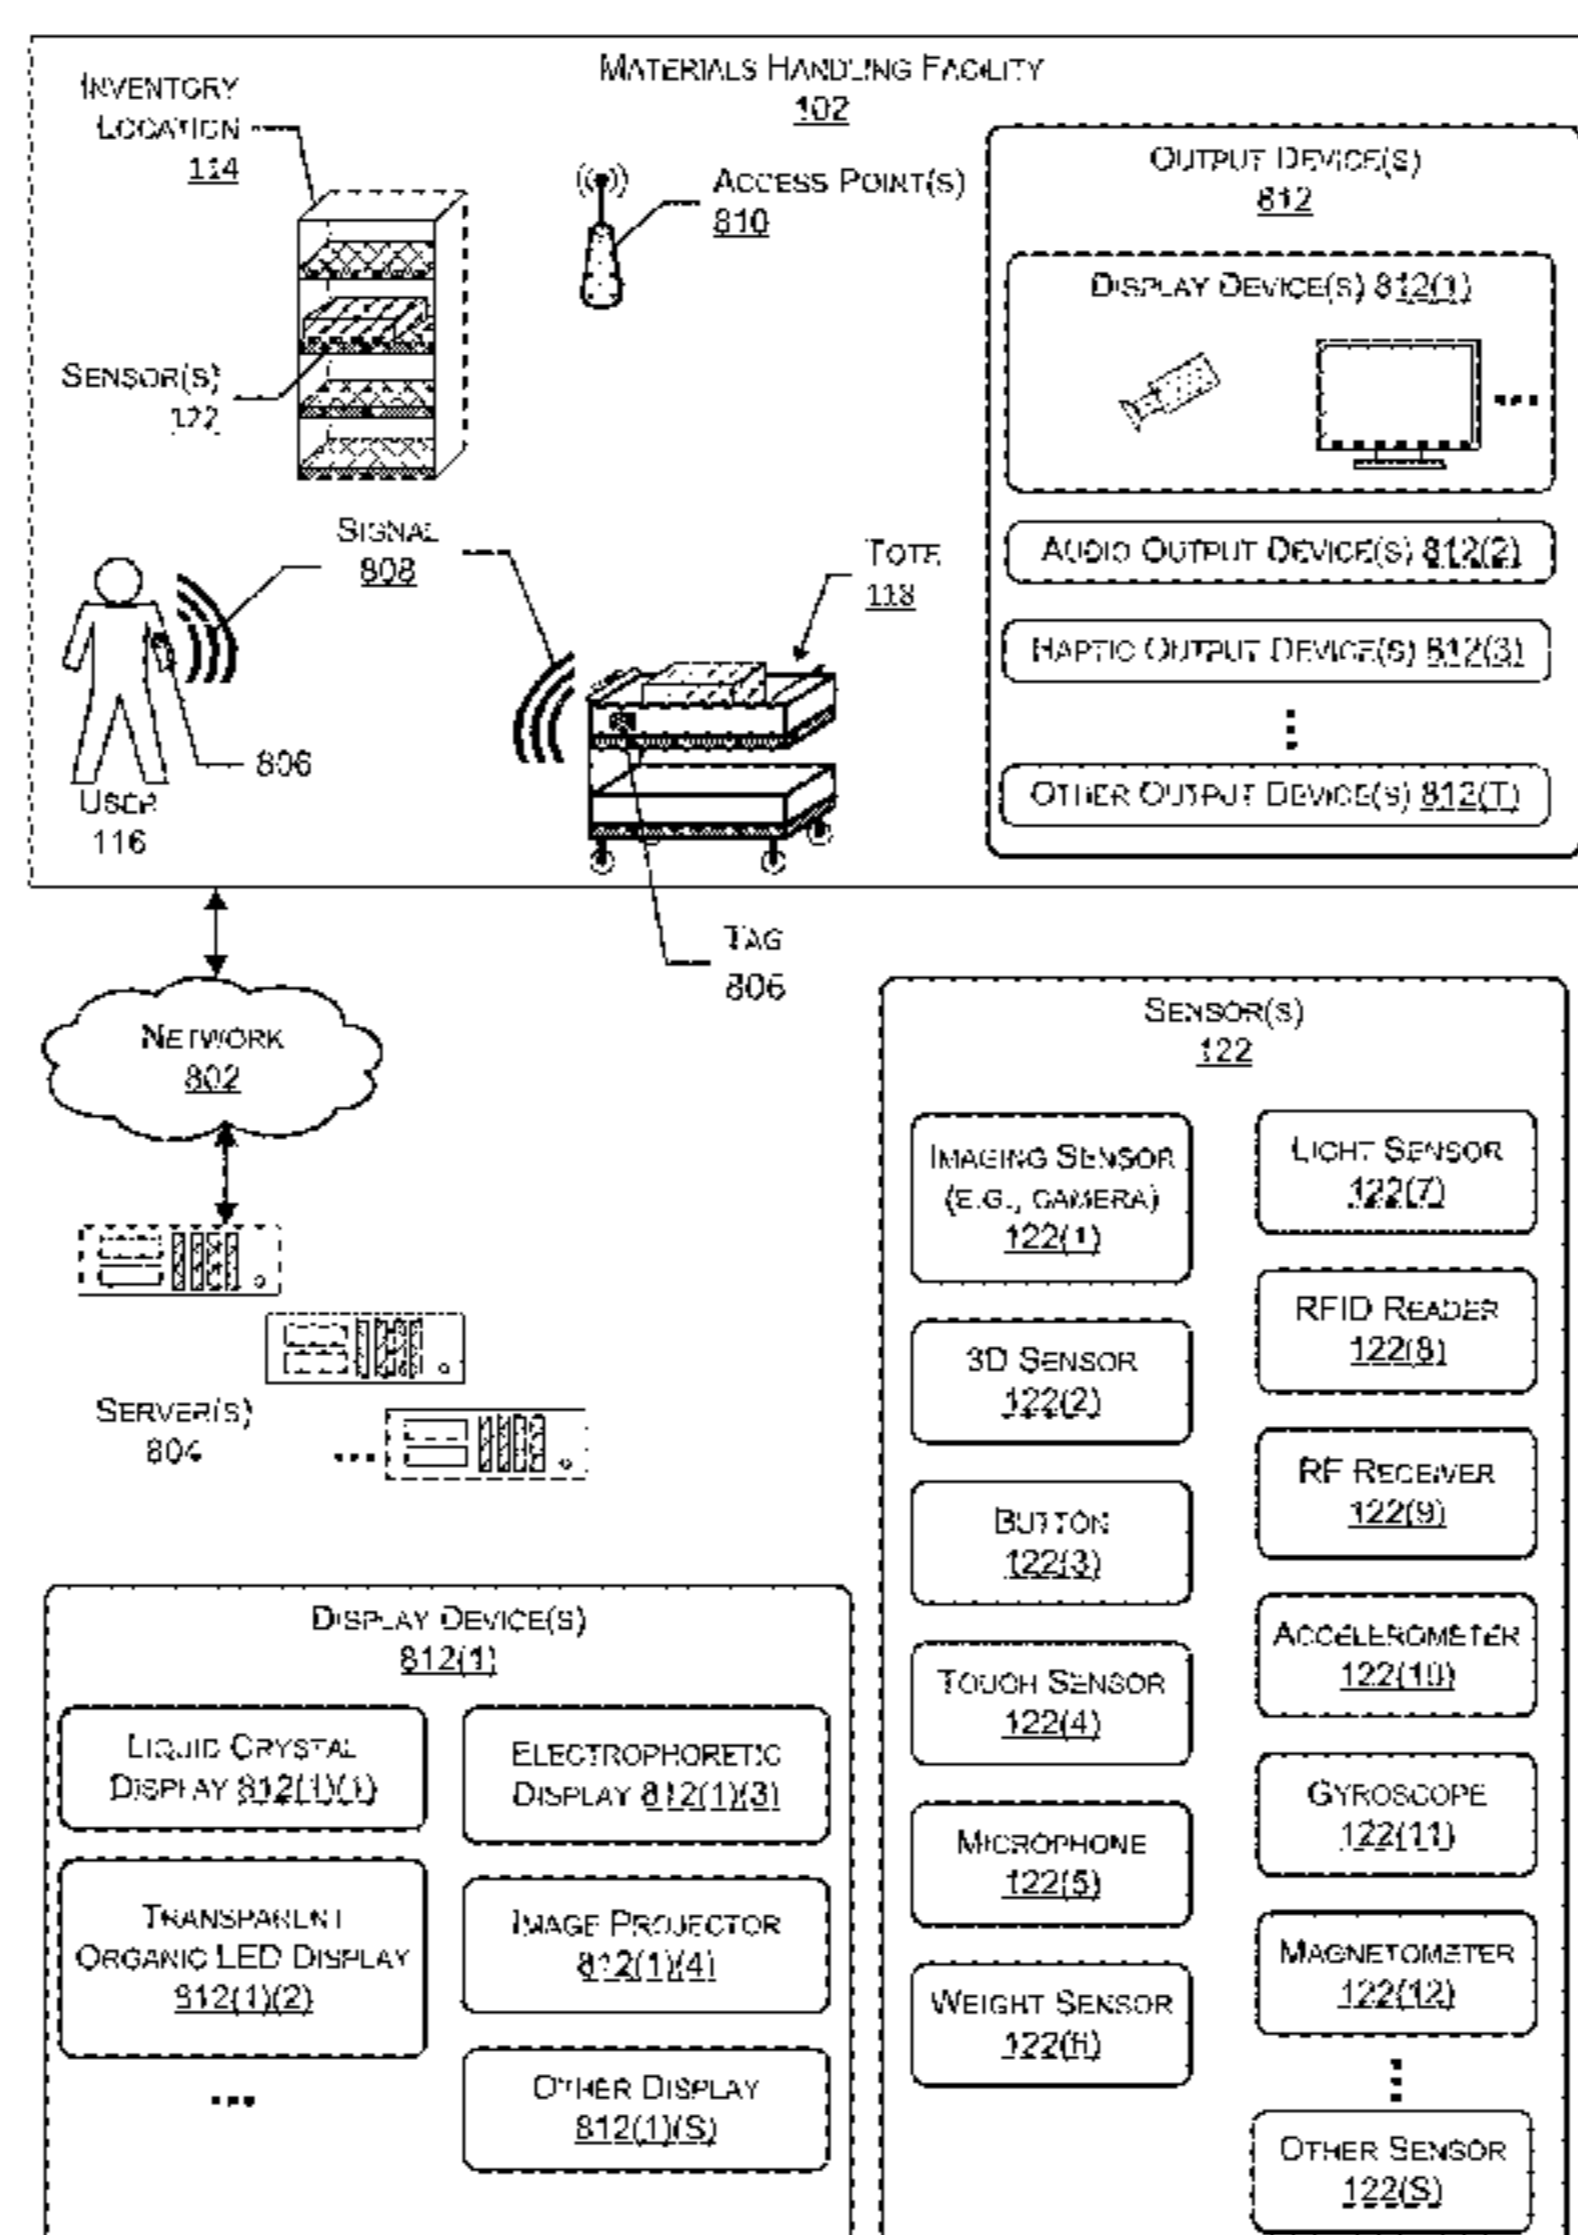 MATERIALS HANDLING FACILITY
102
INVENTORY
LOCATION
114
ACCESS POINT(S)
810
OUTPUT DEVICE(S)
812
DISPLAY DEVICE(S) 812(1)
SENSOR(S)
122
...
SIGNAL
808
TOTE
118
AUDIO OUTPUT DEVICE(S) 812(2)
HAPTIC OUTPUT DEVICE(S) 812(3)
OTHER OUTPUT DEVICE(S) 812(T)
806
USER
116
TAG
806
NETWORK
802
SERVER(S)
804
...
SENSOR(S)
122
IMAGING SENSOR
(E.G., CAMERA)
122(1)
3D SENSOR
122(2)
BUTTON
122(3)
TOUCH SENSOR
122(4)
MICROPHONE
122(5)
WEIGHT SENSOR
122(6)
LIGHT SENSOR
122(7)
RFID READER
122(8)
RF RECEIVER
122(9)
ACCELEROMETER
122(10)
GYROSCOPE
122(11)
MAGNETOMETER
122(12)
OTHER SENSOR
122(S)
DISPLAY DEVICE(S)
812(1)
LIQUID CRYSTAL
DISPLAY 812(1)(1)
TRANSPARENT
ORGANIC LED DISPLAY
812(1)(2)
...
ELECTROPHORETIC
DISPLAY 812(1)(3)
IMAGE PROJECTOR
812(1)(4)
OTHER DISPLAY
812(1)(S)